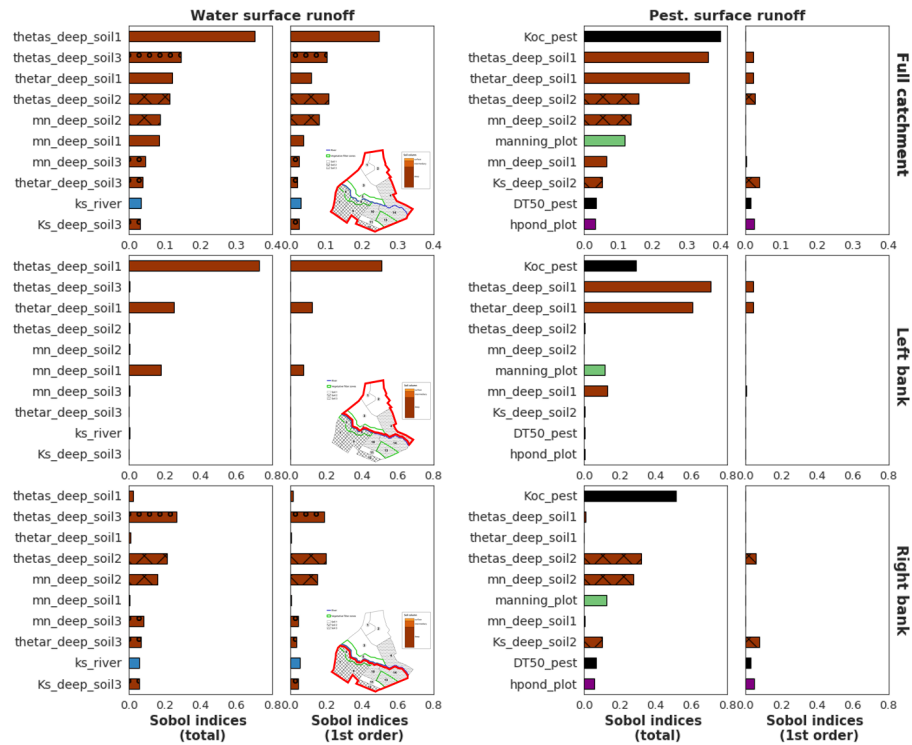 Water surface runoff
Pest. surface runoff
thetas_deep_soil1
thetas_deep_soil3
thetar_deep_soil1
thetas_deep_soil2
mn_deep_soil2
mn_deep_soil1
mn_deep_soil3
thetar_deep_soil3
ks_river
Ks_deep_soil3
0.0 0.1 0.2 0.3 0.4
0.0 0.1 0.2 0.3 0.4
Koc_pest
thetas_deep_soil1
thetar_deep_soil1
thetas_deep_soil2
mn_deep_soil2
manning_plot
mn_deep_soil1
Ks_deep_soil2
DT50_pest
hpond_plot
0.0 0.1 0.2 0.3 0.4
0.0 0.1 0.2 0.3 0.4
Full catchment
thetas_deep_soil1
thetas_deep_soil3
thetar_deep_soil1
thetas_deep_soil2
mn_deep_soil2
mn_deep_soil1
mn_deep_soil3
thetar_deep_soil3
ks_river
Ks_deep_soil3
0.0 0.2 0.4 0.6 0.8
0.0 0.2 0.4 0.6 0.8
Koc_pest
thetas_deep_soil1
thetar_deep_soil1
thetas_deep_soil2
mn_deep_soil2
manning_plot
mn_deep_soil1
Ks_deep_soil2
DT50_pest
hpond_plot
0.0 0.2 0.4 0.6 0.8
0.0 0.2 0.4 0.6 0.8
Left bank
thetas_deep_soil1
thetas_deep_soil3
thetar_deep_soil1
thetas_deep_soil2
mn_deep_soil2
mn_deep_soil1
mn_deep_soil3
thetar_deep_soil3
ks_river
Ks_deep_soil3
0.0 0.2 0.4 0.6 0.8
0.0 0.2 0.4 0.6 0.8
Koc_pest
thetas_deep_soil1
thetar_deep_soil1
thetas_deep_soil2
mn_deep_soil2
manning_plot
mn_deep_soil1
Ks_deep_soil2
DT50_pest
hpond_plot
0.0 0.2 0.4 0.6 0.8
0.0 0.2 0.4 0.6 0.8
Right bank
Sobol indices
(total)
Sobol indices
(1st order)
Sobol indices
(total)
Sobol indices
(1st order)